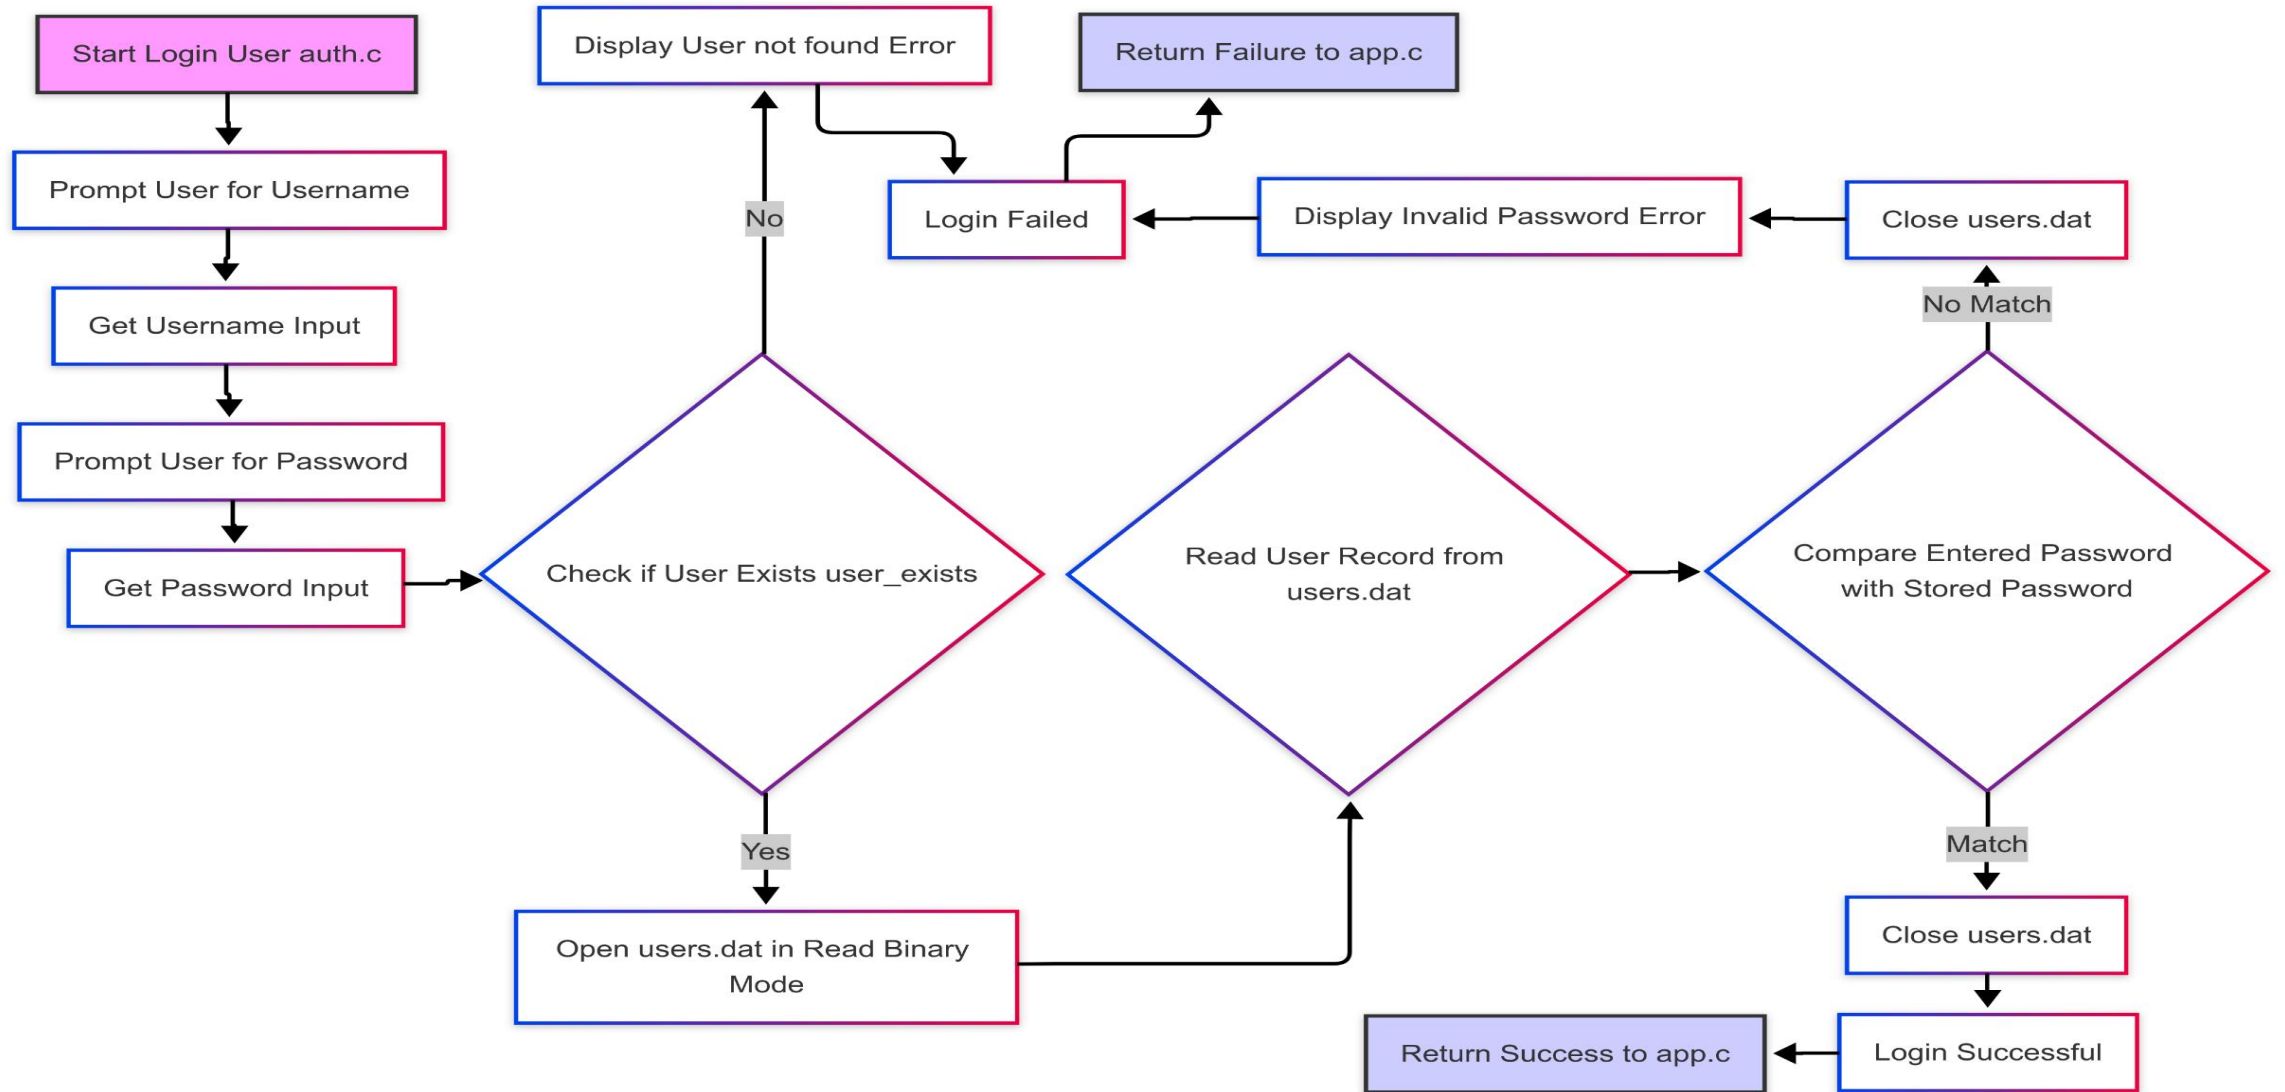 Start Login User auth.c
Prompt User for Username
Get Username Input
Prompt User for Password
Get Password Input
Check if User Exists user_exists
No
Display User not found Error
Login Failed
Return Failure to app.c
Yes
Open users.dat in Read Binary
Mode
Read User Record from
users.dat
Compare Entered Password
with Stored Password
No Match
Close users.dat
Display Invalid Password Error
Match
Close users.dat
Login Successful
Return Success to app.c